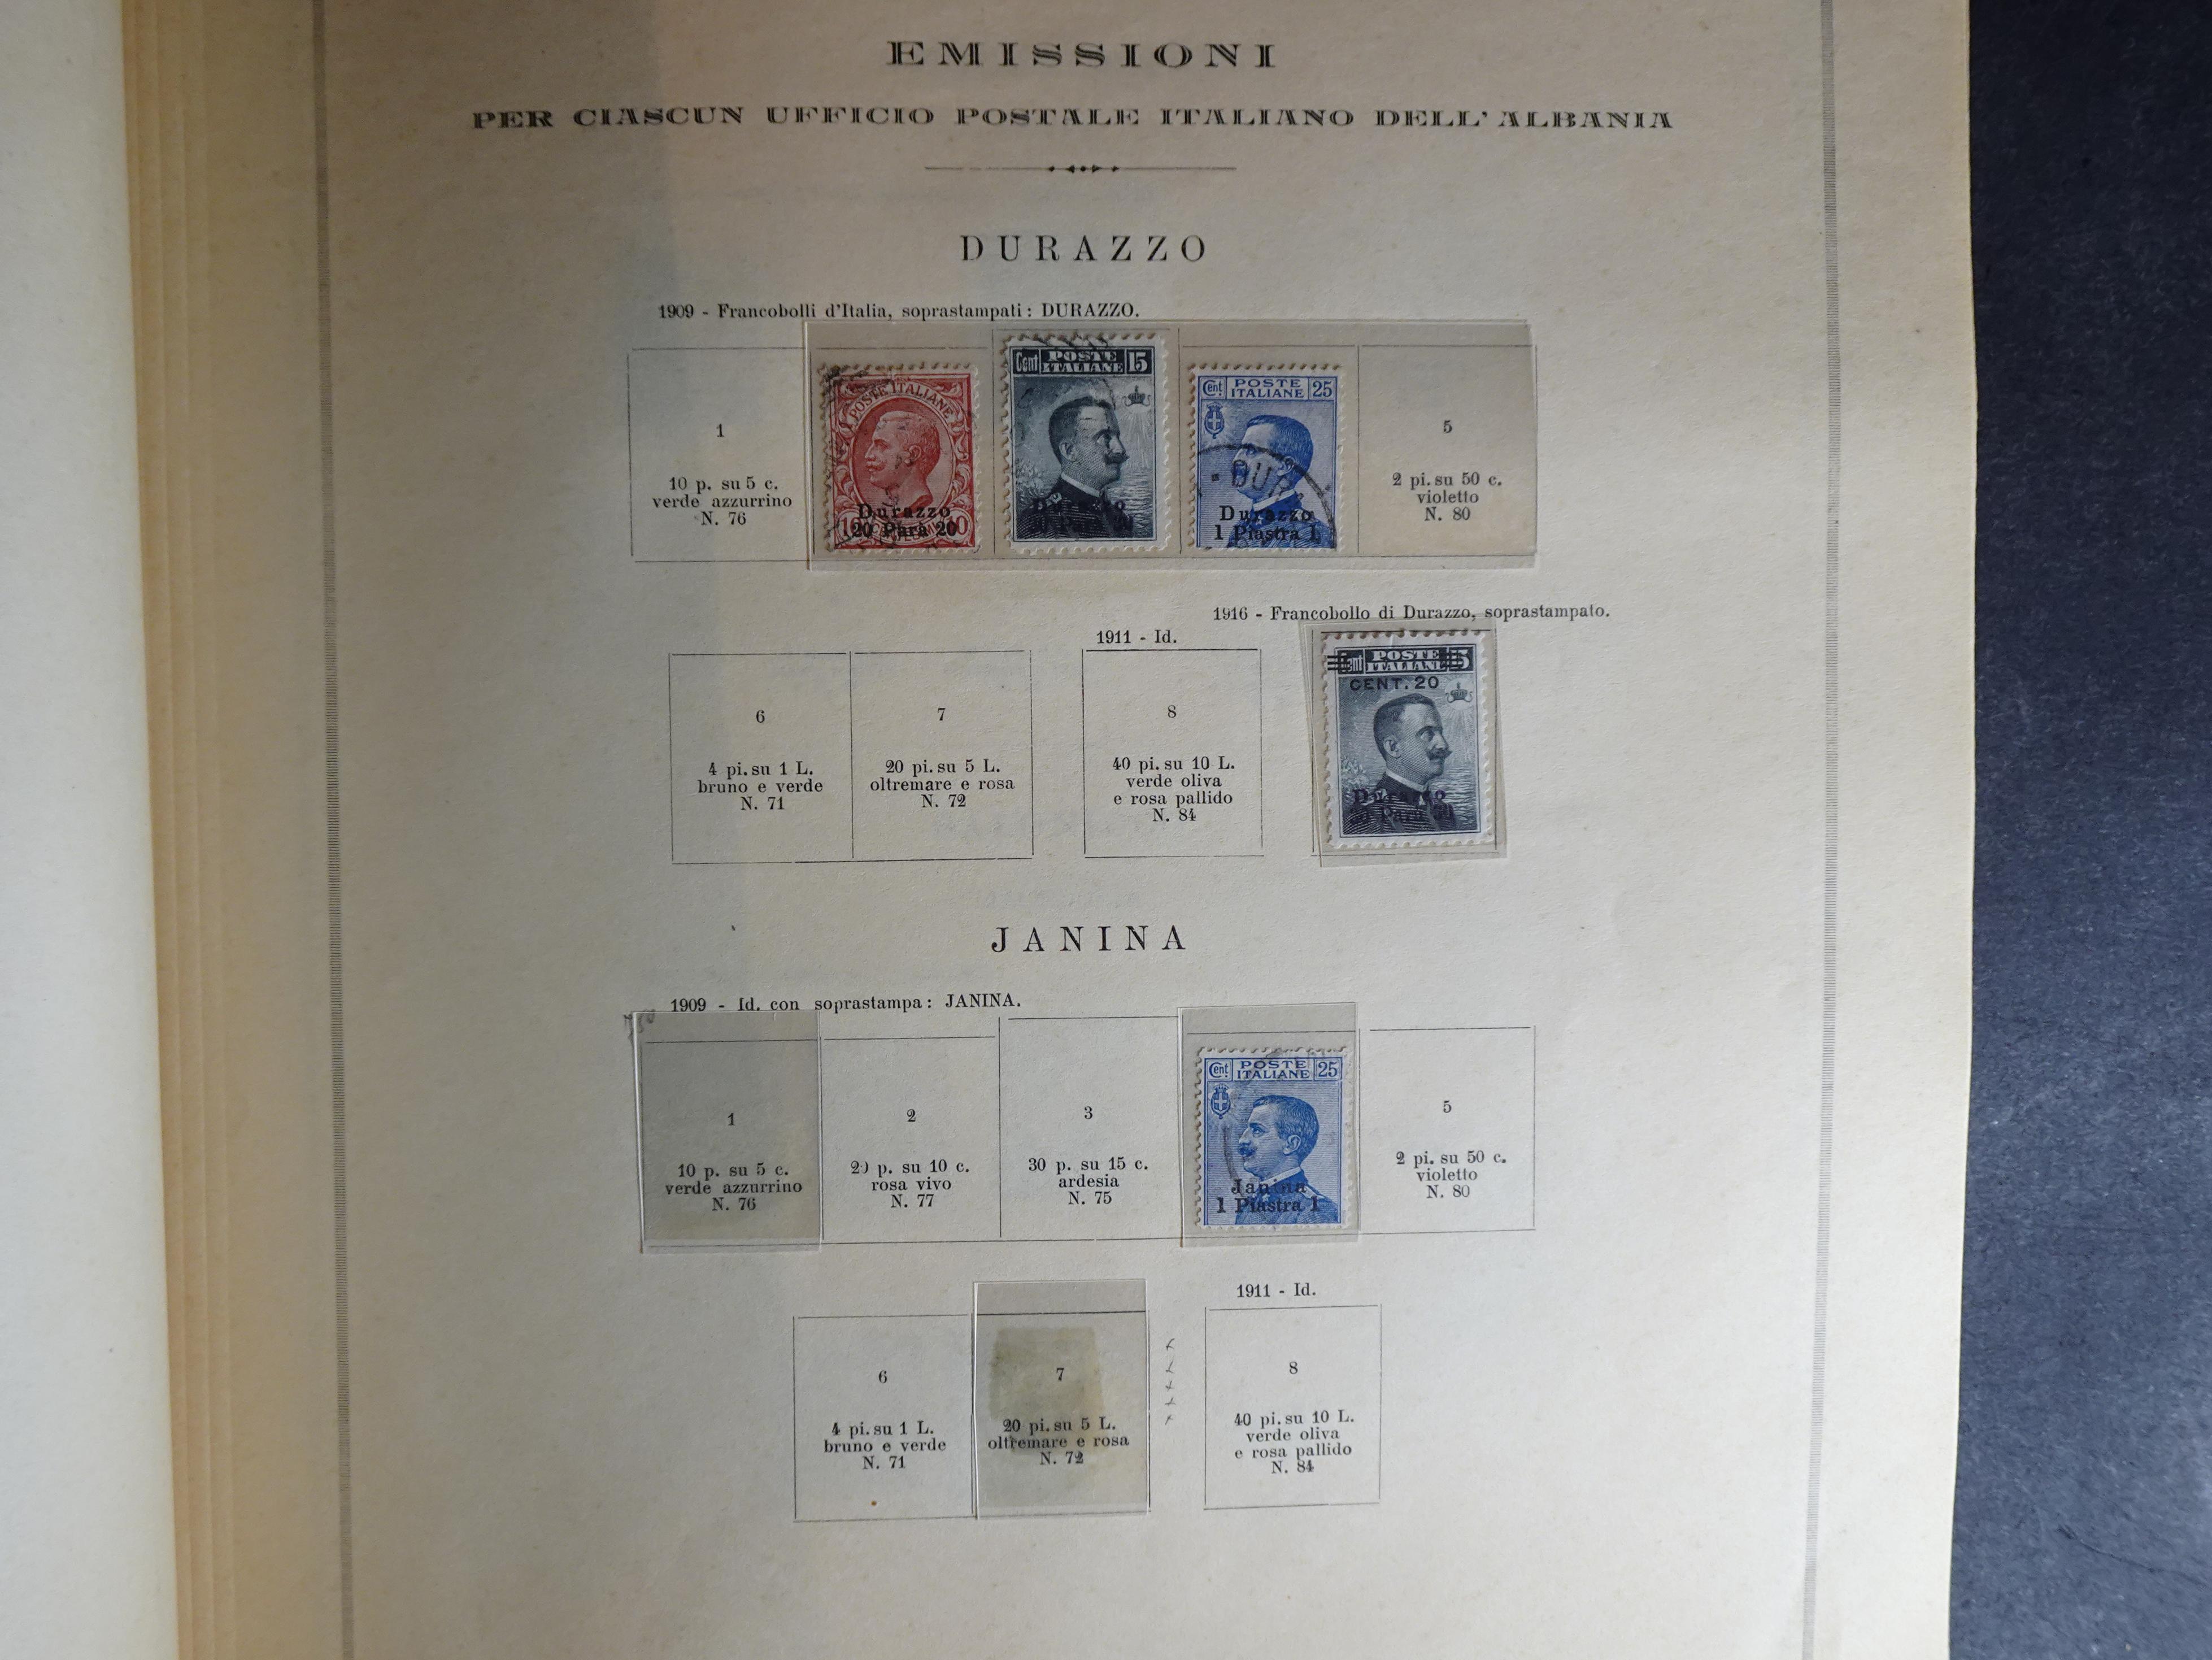 EMISSIONI
PER CIASCUN UFFICIO POSTALE ITALIANO DELL'ALBANIA
DURAZZO
1909 - Francobolli d'Italia, soprastampati: DURAZZO.
1
10 p. su 5 c.
verde azzurrino
N. 76
POSTE ITALIANE
Durazzo
20 Para 20
Cent POSTE ITALIANE 15
Cent POSTE ITALIANE 25
DUR
Durazzo
1 Piastra 1
5
2 pi. su 50 c.
violetto
N. 80
1916 - Francobollo di Durazzo, soprastampato.
1911 - Id.
6
4 pi. su 1 L.
bruno e verde
N. 71
7
20 pi. su 5 L.
oltremare e rosa
N. 72
8
40 pi. su 10 L.
verde oliva
e rosa pallido
N. 84
POSTE ITALIANE
CENT. 20
Durazzo
JANINA
1909 - Id. con soprastampa: JANINA.
1
10 p. su 5 c.
verde azzurrino
N. 76
2
20 p. su 10 c.
rosa vivo
N. 77
3
30 p. su 15 c.
ardesia
N. 75
Cent POSTE ITALIANE 25
Janina
1 Piastra 1
5
2 pi. su 50 c.
violetto
N. 80
1911 - Id.
6
4 pi. su 1 L.
bruno e verde
N. 71
7
20 pi. su 5 L.
oltremare e rosa
N. 72
8
40 pi. su 10 L.
verde oliva
e rosa pallido
N. 84